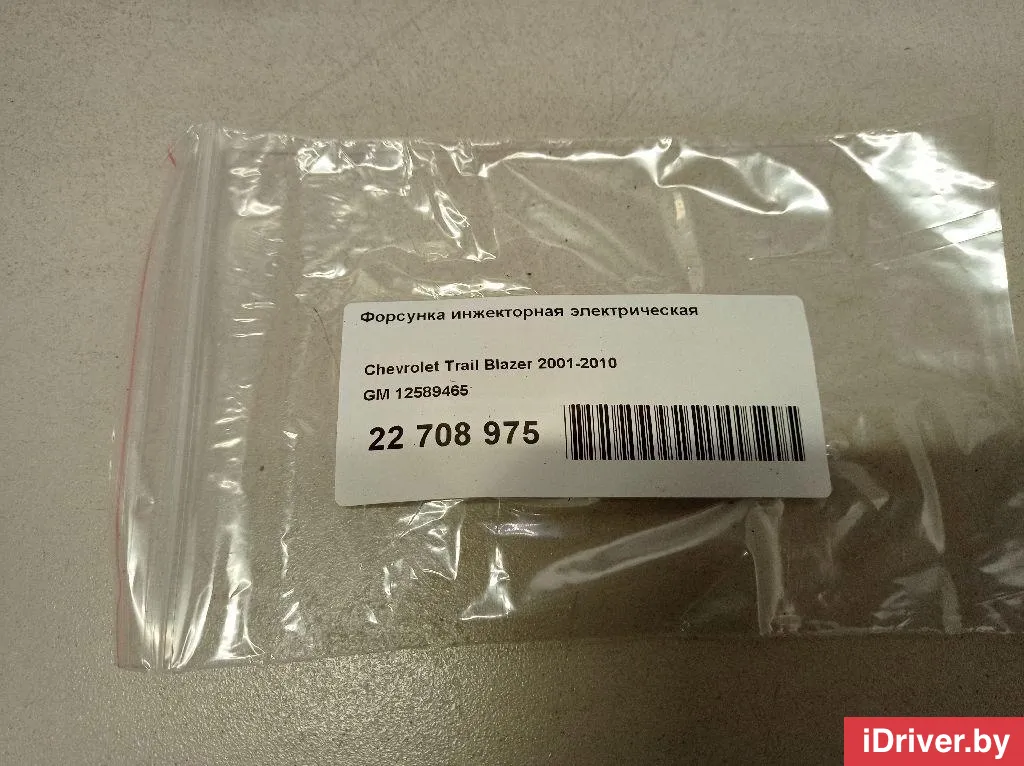 Форсунка инжекторная электрическая
Chevrolet Trail Blazer 2001-2010
GM 12589465
22 708 975
iDriver.by